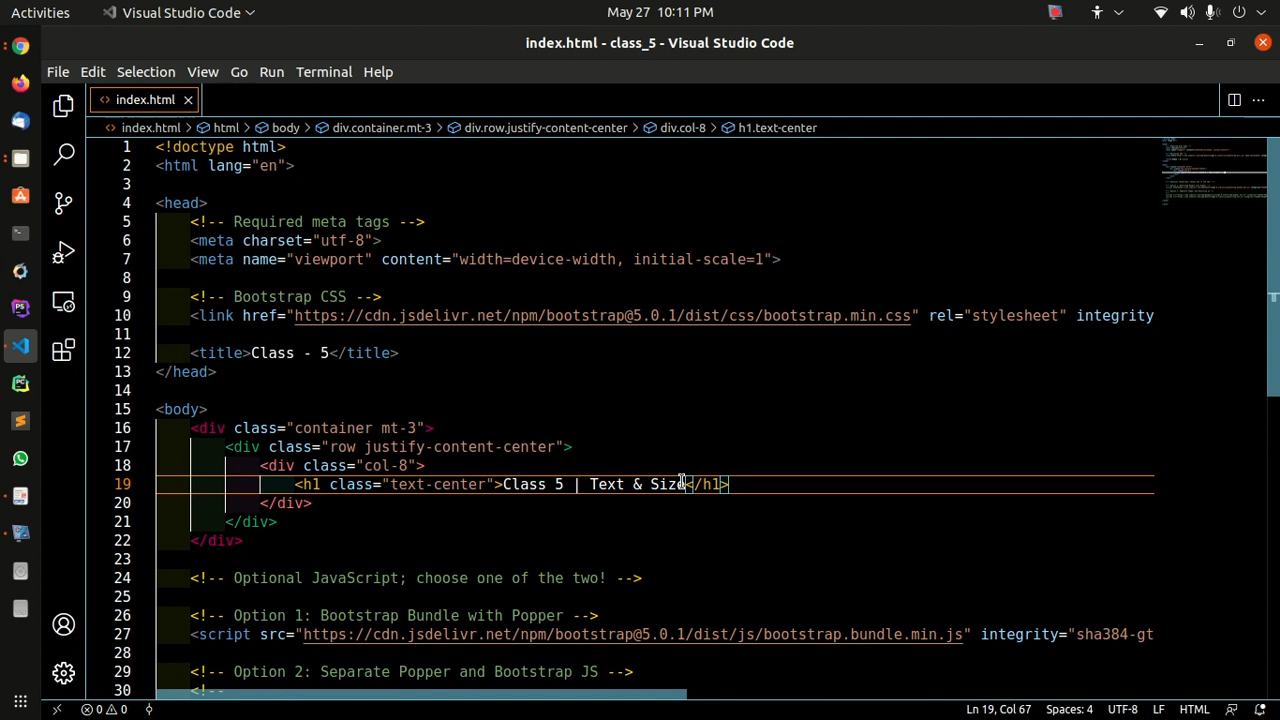 Activities
Visual Studio Code
May 27 10:11 PM
index.html - class_5 - Visual Studio Code
File Edit Selection View Go Run Terminal Help
index.html
index.html html body div.container.mt-3 div.row.justify-content-center div.col-8 h1.text-center
1 <!doctype html>
2 <html lang="en">
3
4 <head>
5 <!-- Required meta tags -->
6 <meta charset="utf-8">
7 <meta name="viewport" content="width=device-width, initial-scale=1">
8
9 <!-- Bootstrap CSS -->
10 <link href="https://cdn.jsdelivr.net/npm/bootstrap@5.0.1/dist/css/bootstrap.min.css" rel="stylesheet" integrity
11
12 <title>Class - 5</title>
13 </head>
14
15 <body>
16 <div class="container mt-3">
17 <div class="row justify-content-center">
18 <div class="col-8">
19 <h1 class="text-center">Class 5 | Text & Size</h1>
20 </div>
21 </div>
22 </div>
23
24 <!-- Optional JavaScript; choose one of the two! -->
25
26 <!-- Option 1: Bootstrap Bundle with Popper -->
27 <script src="https://cdn.jsdelivr.net/npm/bootstrap@5.0.1/dist/js/bootstrap.bundle.min.js" integrity="sha384-gt
28
29 <!-- Option 2: Separate Popper and Bootstrap JS -->
30 <!--
0 0 Ln 19, Col 67 Spaces: 4 UTF-8 LF HTML